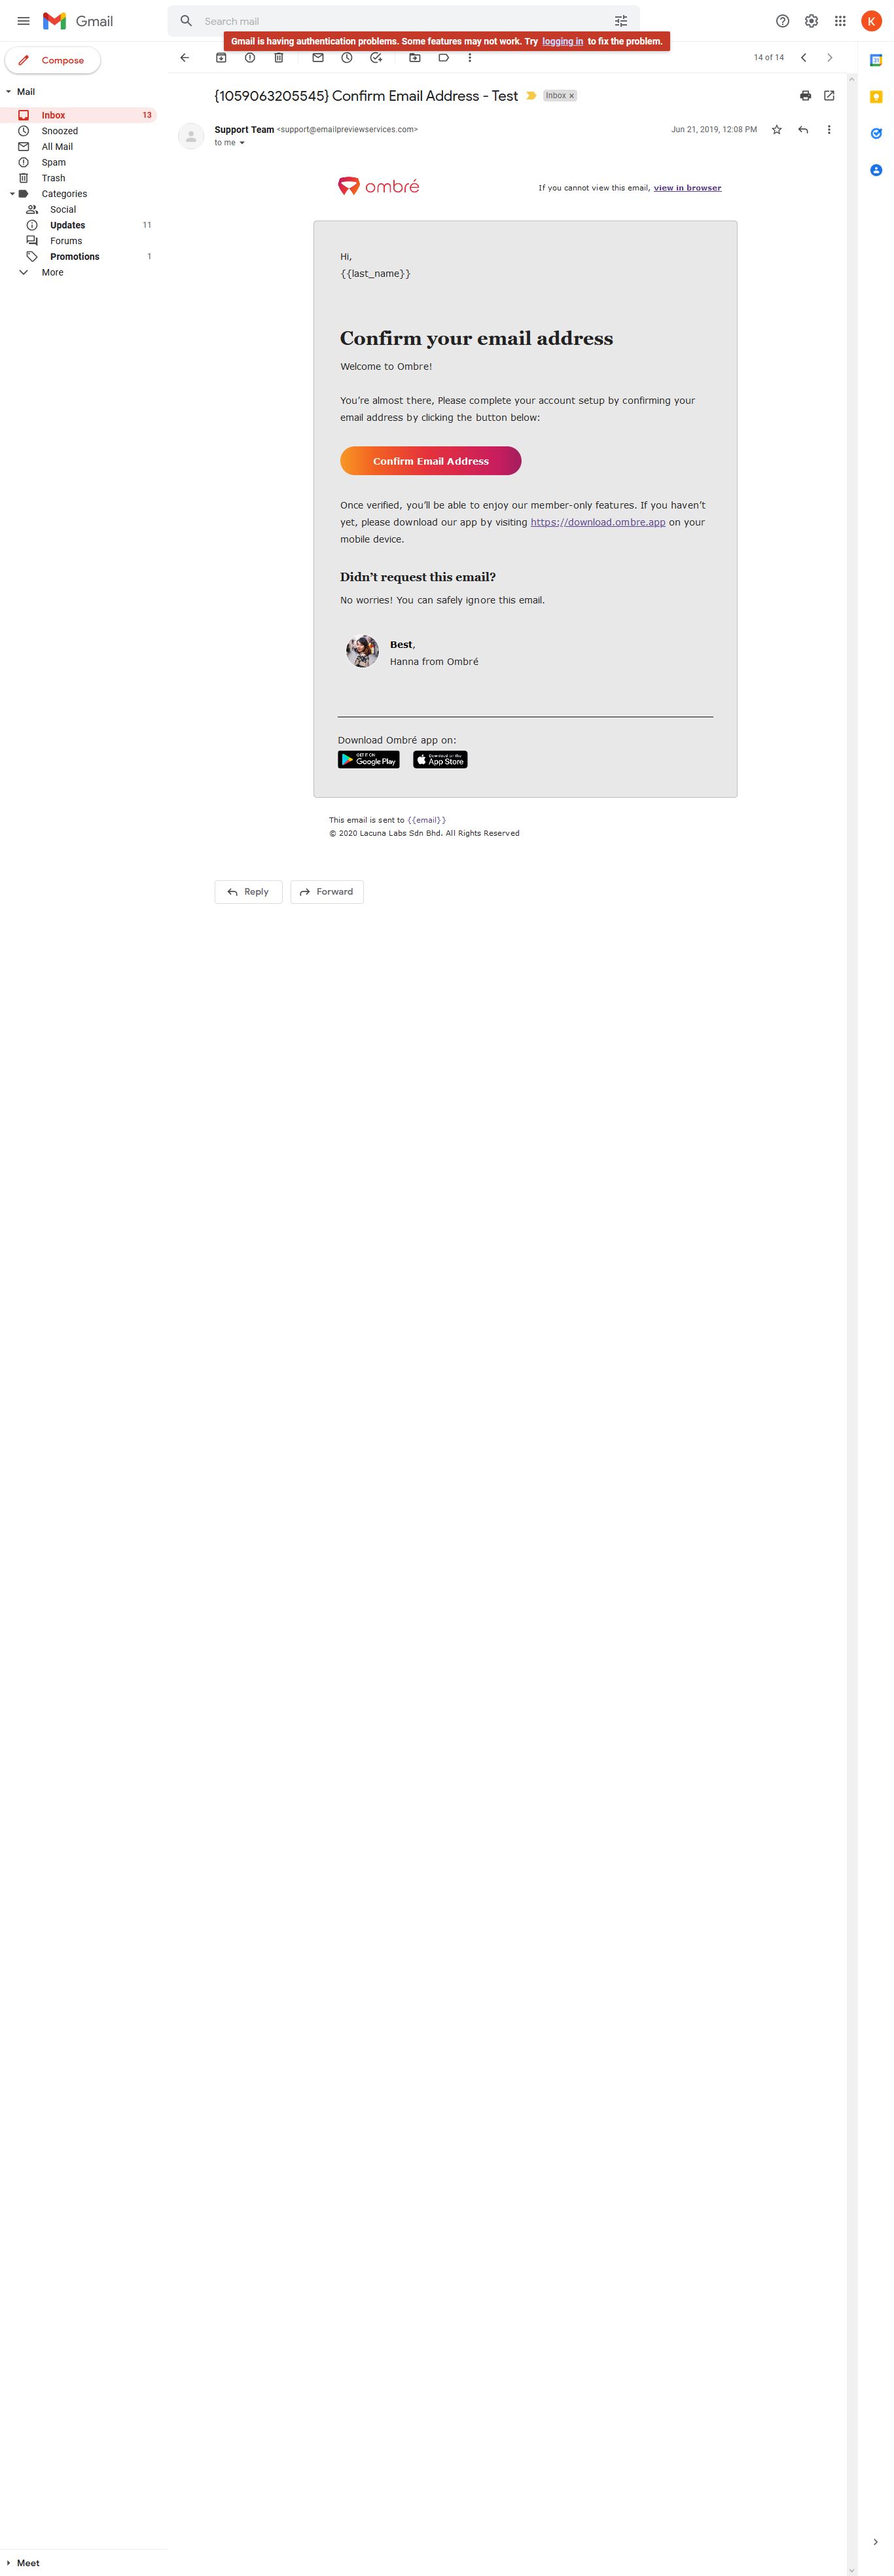 Gmail
Search mail
Gmail is having authentication problems. Some features may not work. Try logging in to fix the problem.
K
Compose
14 of 14
Mail
{1059063205545} Confirm Email Address - Test
Inbox ×
Inbox 13
Snoozed
All Mail
Spam
Trash
Categories
Social
Updates 11
Forums
Promotions 1
More
Support Team <support@emailpreviewservices.com>
Jun 21, 2019, 12:08 PM
to me
ombré
If you cannot view this email, view in browser
Hi,
{{last_name}}
Confirm your email address
Welcome to Ombre!
You’re almost there, Please complete your account setup by confirming your
email address by clicking the button below:
Confirm Email Address
Once verified, you’ll be able to enjoy our member-only features. If you haven’t
yet, please download our app by visiting https://download.ombre.app on your
mobile device.
Didn’t request this email?
No worries! You can safely ignore this email.
Best,
Hanna from Ombré
Download Ombré app on:
GET IT ON
Google Play
Download on the
App Store
This email is sent to {{email}}
© 2020 Lacuna Labs Sdn Bhd. All Rights Reserved
Reply
Forward
Meet